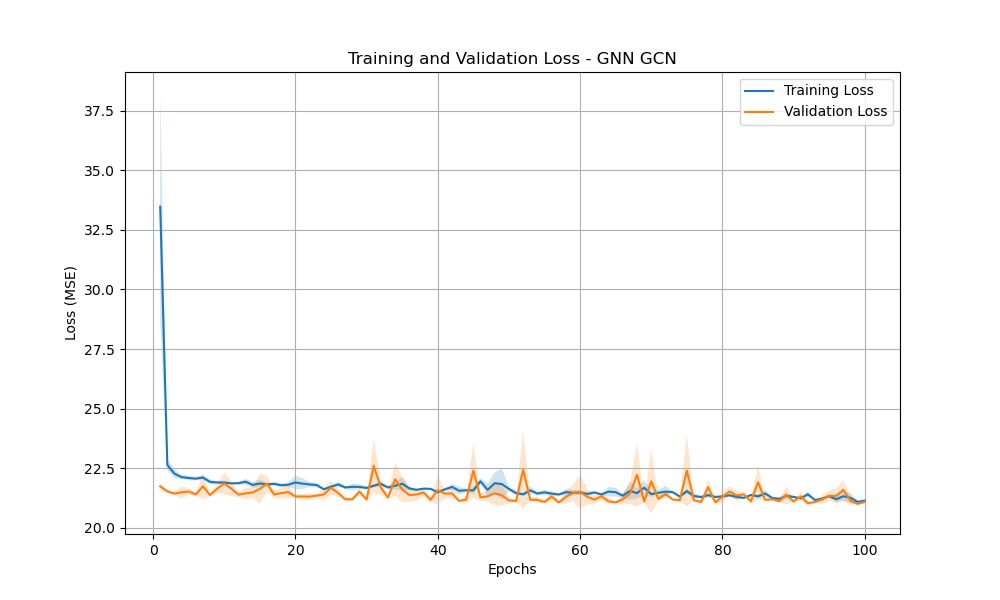 Training and Validation Loss - GNN GCN
Training Loss
Validation Loss
37.5
35.0
32.5
30.0
27.5
25.0
22.5
20.0
Loss (MSE)
0 20 40 60 80 100
Epochs